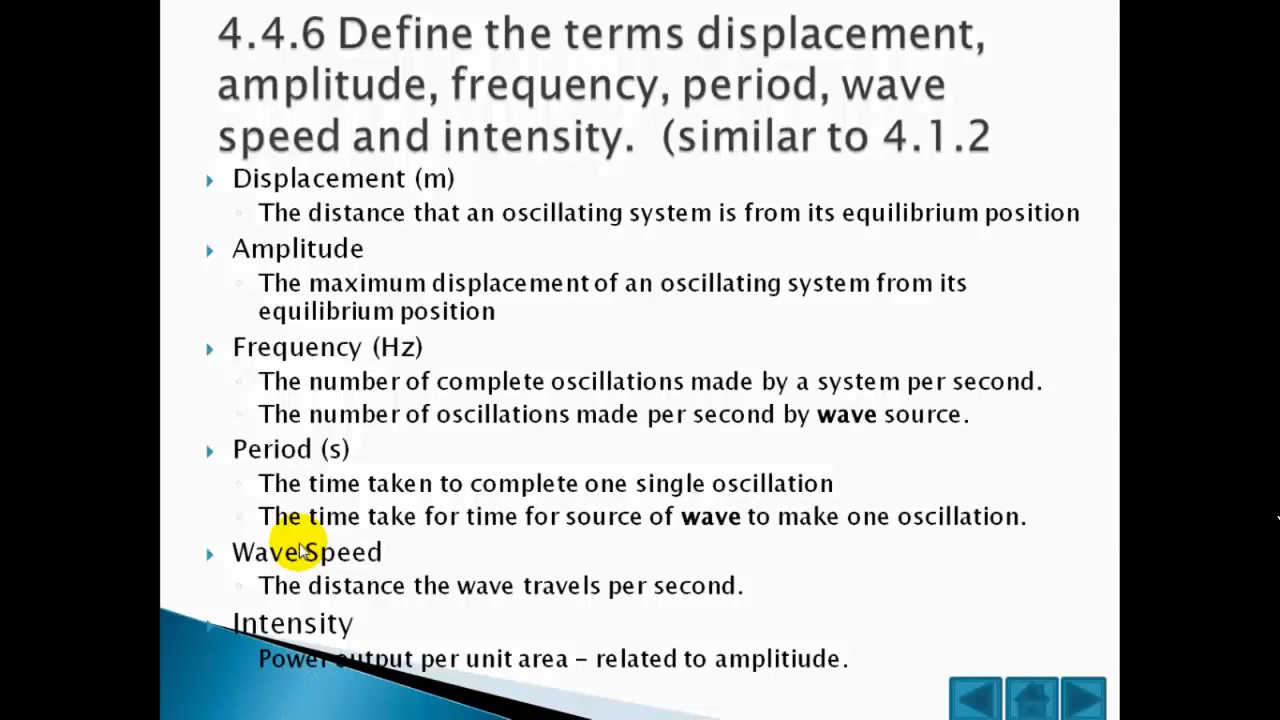 4.4.6 Define the terms displacement,
amplitude, frequency, period, wave
speed and intensity.  (similar to 4.1.2
Displacement (m)
The distance that an oscillating system is from its equilibrium position
Amplitude
The maximum displacement of an oscillating system from its
equilibrium position
Frequency (Hz)
The number of complete oscillations made by a system per second.
The number of oscillations made per second by wave source.
Period (s)
The time taken to complete one single oscillation
The time take for time for source of wave to make one oscillation.
Wave Speed
The distance the wave travels per second.
Intensity
Power output per unit area – related to amplitiude.